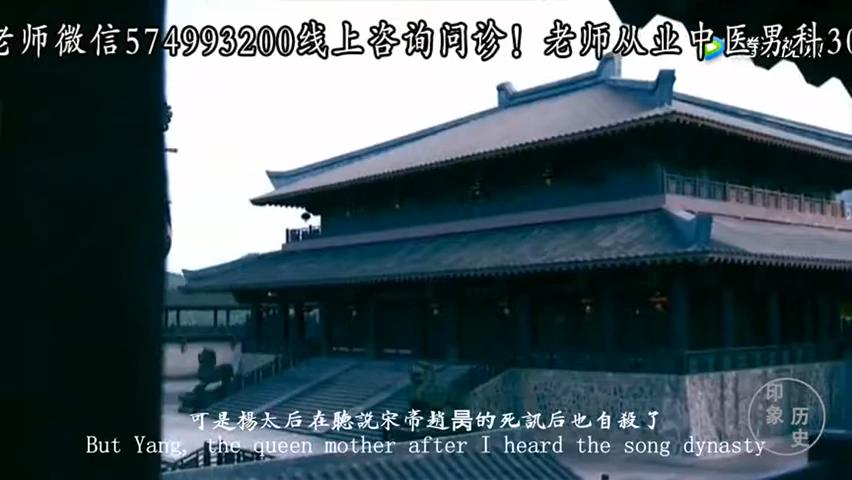 老师微信574993200线上咨询问诊！老师从业中医男科30
印象
历史
可是楊太后在聽説宋帝趙昺的死訊后也自殺了
But Yang, the queen mother after I heard the song dynasty